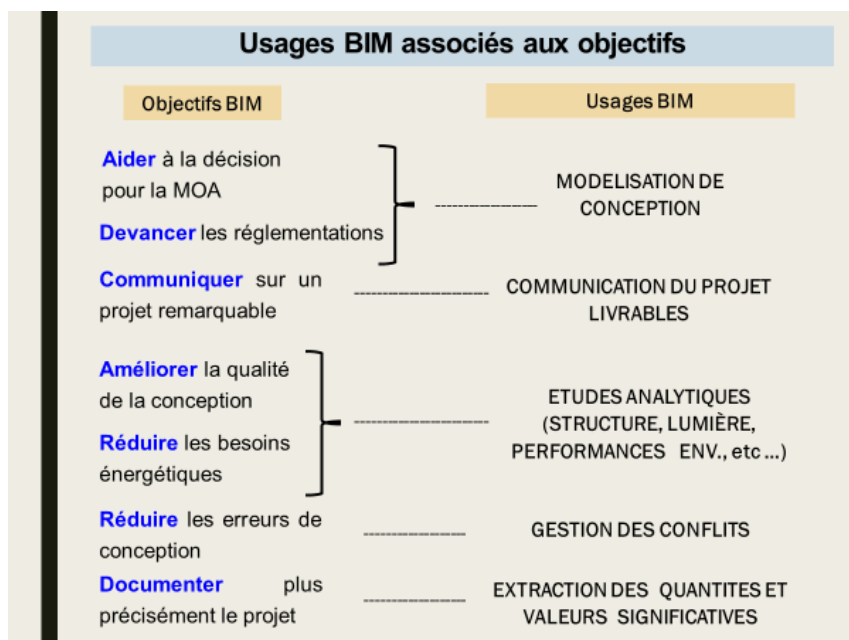 Usages BIM associés aux objectifs
Objectifs BIM
Usages BIM
Aider à la décision
pour la MOA
Devancer les réglementations
MODELISATION DE
CONCEPTION
Communiquer sur un
projet remarquable
COMMUNICATION DU PROJET
LIVRABLES
Améliorer la qualité
de la conception
Réduire les besoins
énergétiques
ETUDES ANALYTIQUES
(STRUCTURE, LUMIÈRE,
PERFORMANCES ENV., etc ...)
Réduire les erreurs de
conception
GESTION DES CONFLITS
Documenter plus
précisément le projet
EXTRACTION DES QUANTITES ET
VALEURS SIGNIFICATIVES